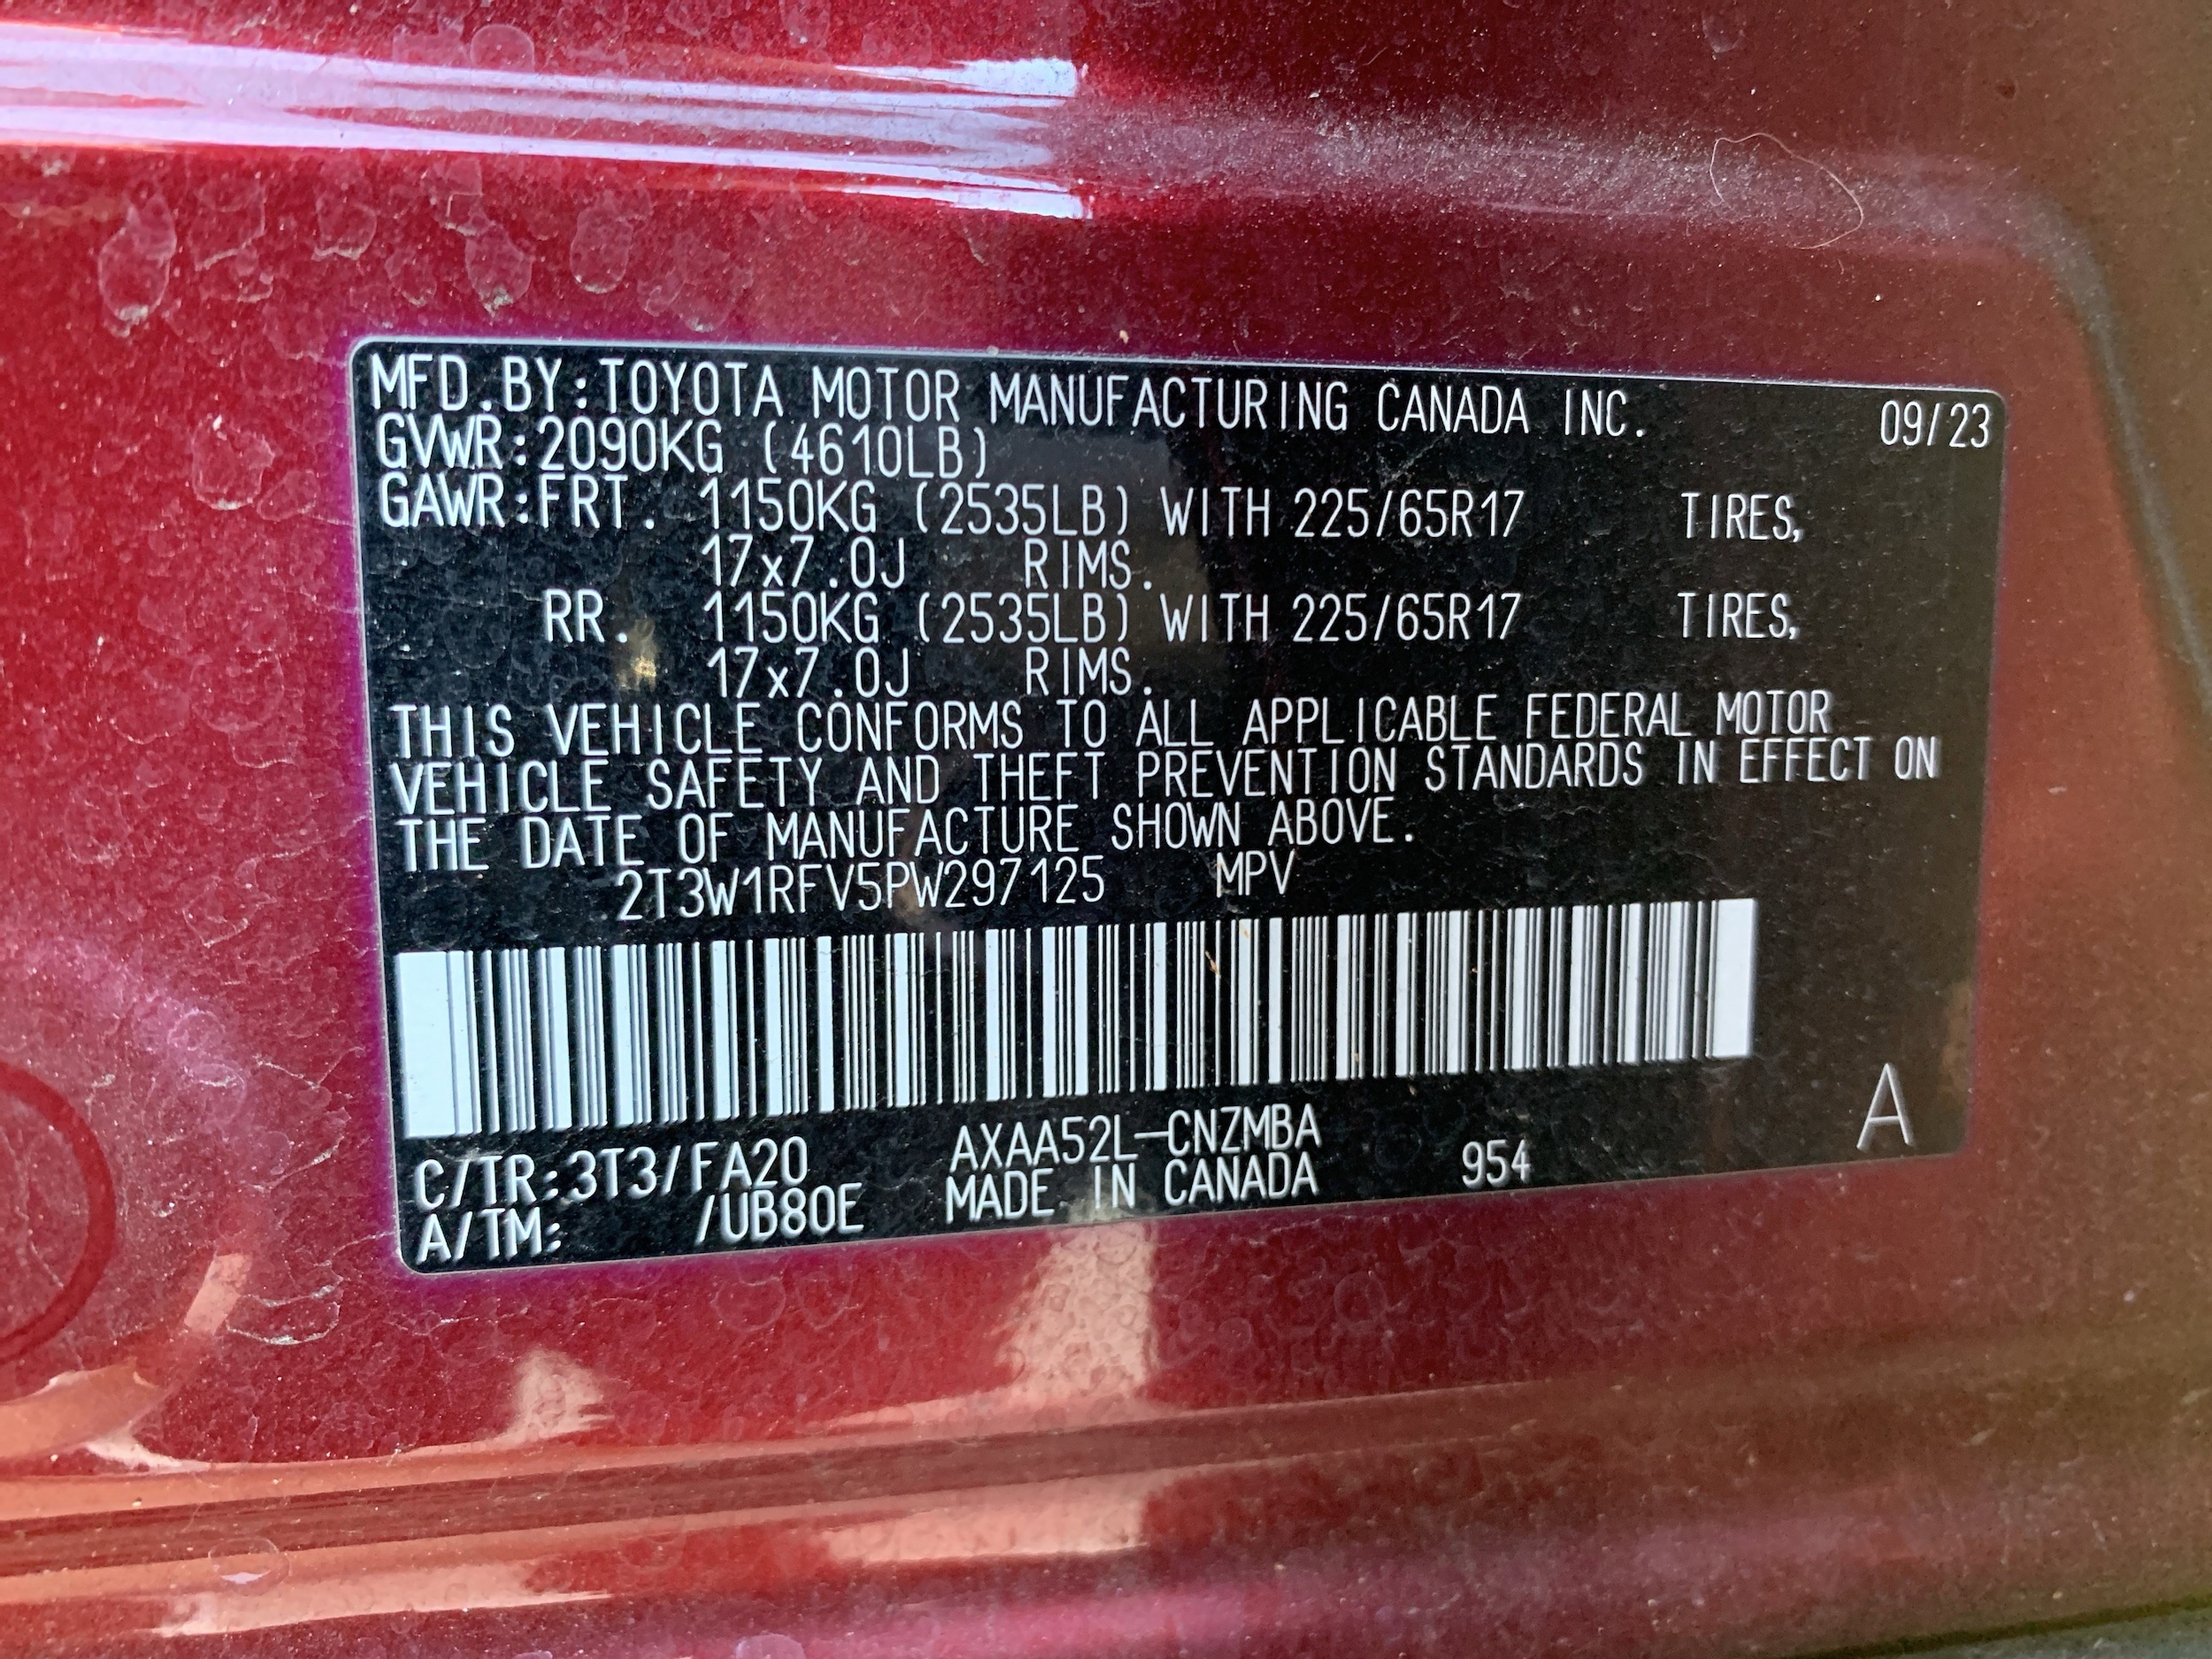 MFD.BY:TOYOTA MOTOR MANUFACTURING CANADA INC. 09/23
GVWR:2090KG (4610LB)
GAWR:FRT. 1150KG (2535LB) WITH 225/65R17 TIRES,
17x7.0J RIMS.
RR. 1150KG (2535LB) WITH 225/65R17 TIRES,
17x7.0J RIMS.
THIS VEHICLE CONFORMS TO ALL APPLICABLE FEDERAL MOTOR
VEHICLE SAFETY AND THEFT PREVENTION STANDARDS IN EFFECT ON
THE DATE OF MANUFACTURE SHOWN ABOVE.
2T3W1RFV5PW297125 MPV
A
C/TR:3T3/FA20 AXAA52L-CNZMBA
A/TM: /UB80E MADE IN CANADA 954